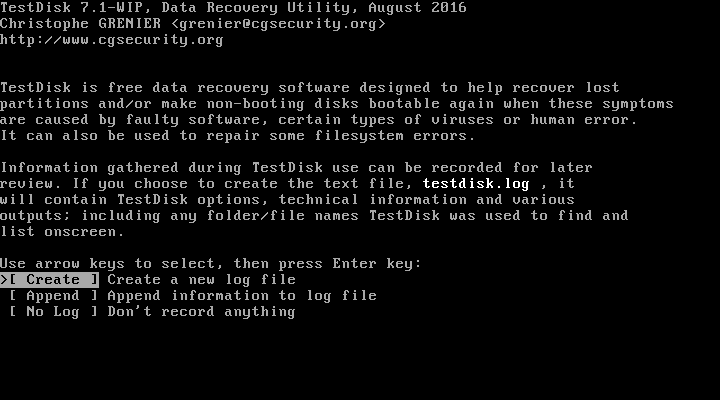 TestDisk 7.1-WIP, Data Recovery Utility, August 2016
Christophe GRENIER <grenier@cgsecurity.org>
http://www.cgsecurity.org
TestDisk is free data recovery software designed to help recover lost
partitions and/or make non-booting disks bootable again when these symptoms
are caused by faulty software, certain types of viruses or human error.
It can also be used to repair some filesystem errors.
Information gathered during TestDisk use can be recorded for later
review. If you choose to create the text file, testdisk.log , it
will contain TestDisk options, technical information and various
outputs; including any folder/file names TestDisk was used to find and
list onscreen.
Use arrow keys to select, then press Enter key:
>[ Create ] Create a new log file
[ Append ] Append information to log file
[ No Log ] Don't record anything